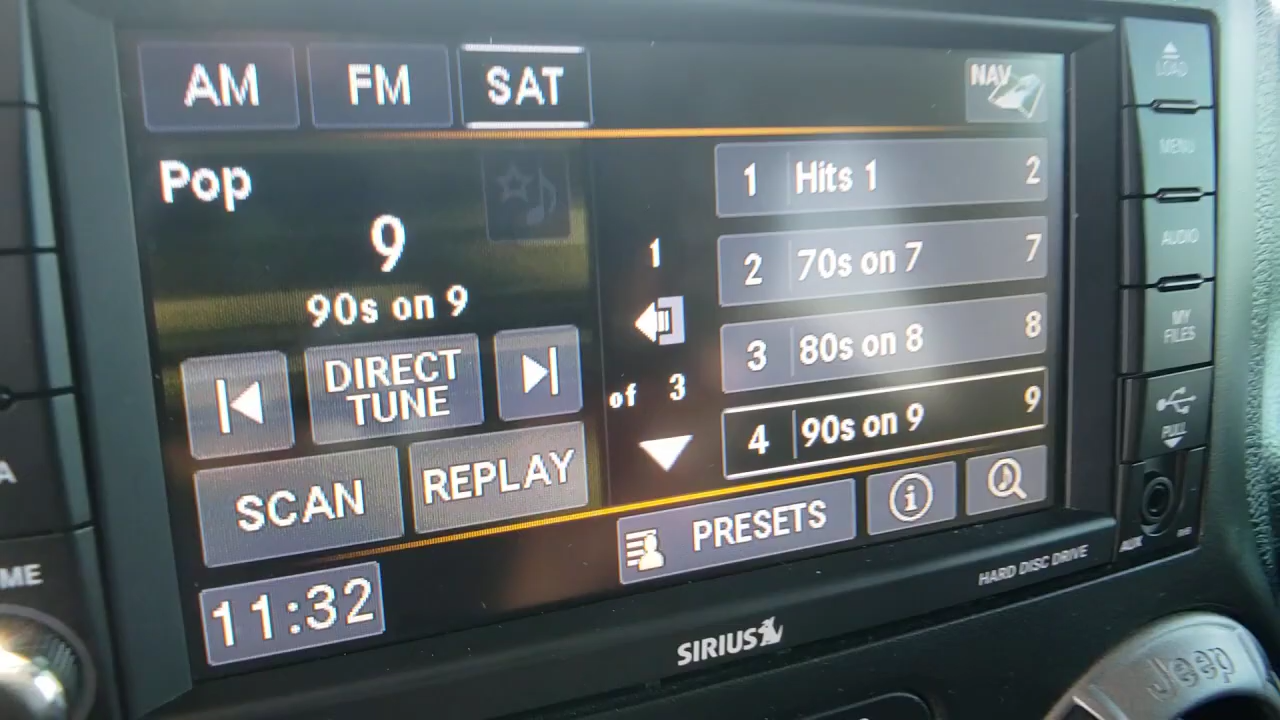 AM FM SAT NAV
Pop
9
90s on 9
DIRECT
TUNE
SCAN REPLAY
11:32
1
of 3
1 Hits 1 2
2 70s on 7 7
3 80s on 8 8
4 90s on 9 9
PRESETS
HARD DISC DRIVE
SIRIUS
LOAD
MENU
AUDIO
MY
FILES
PULL
AUX
Jeep
A
ME